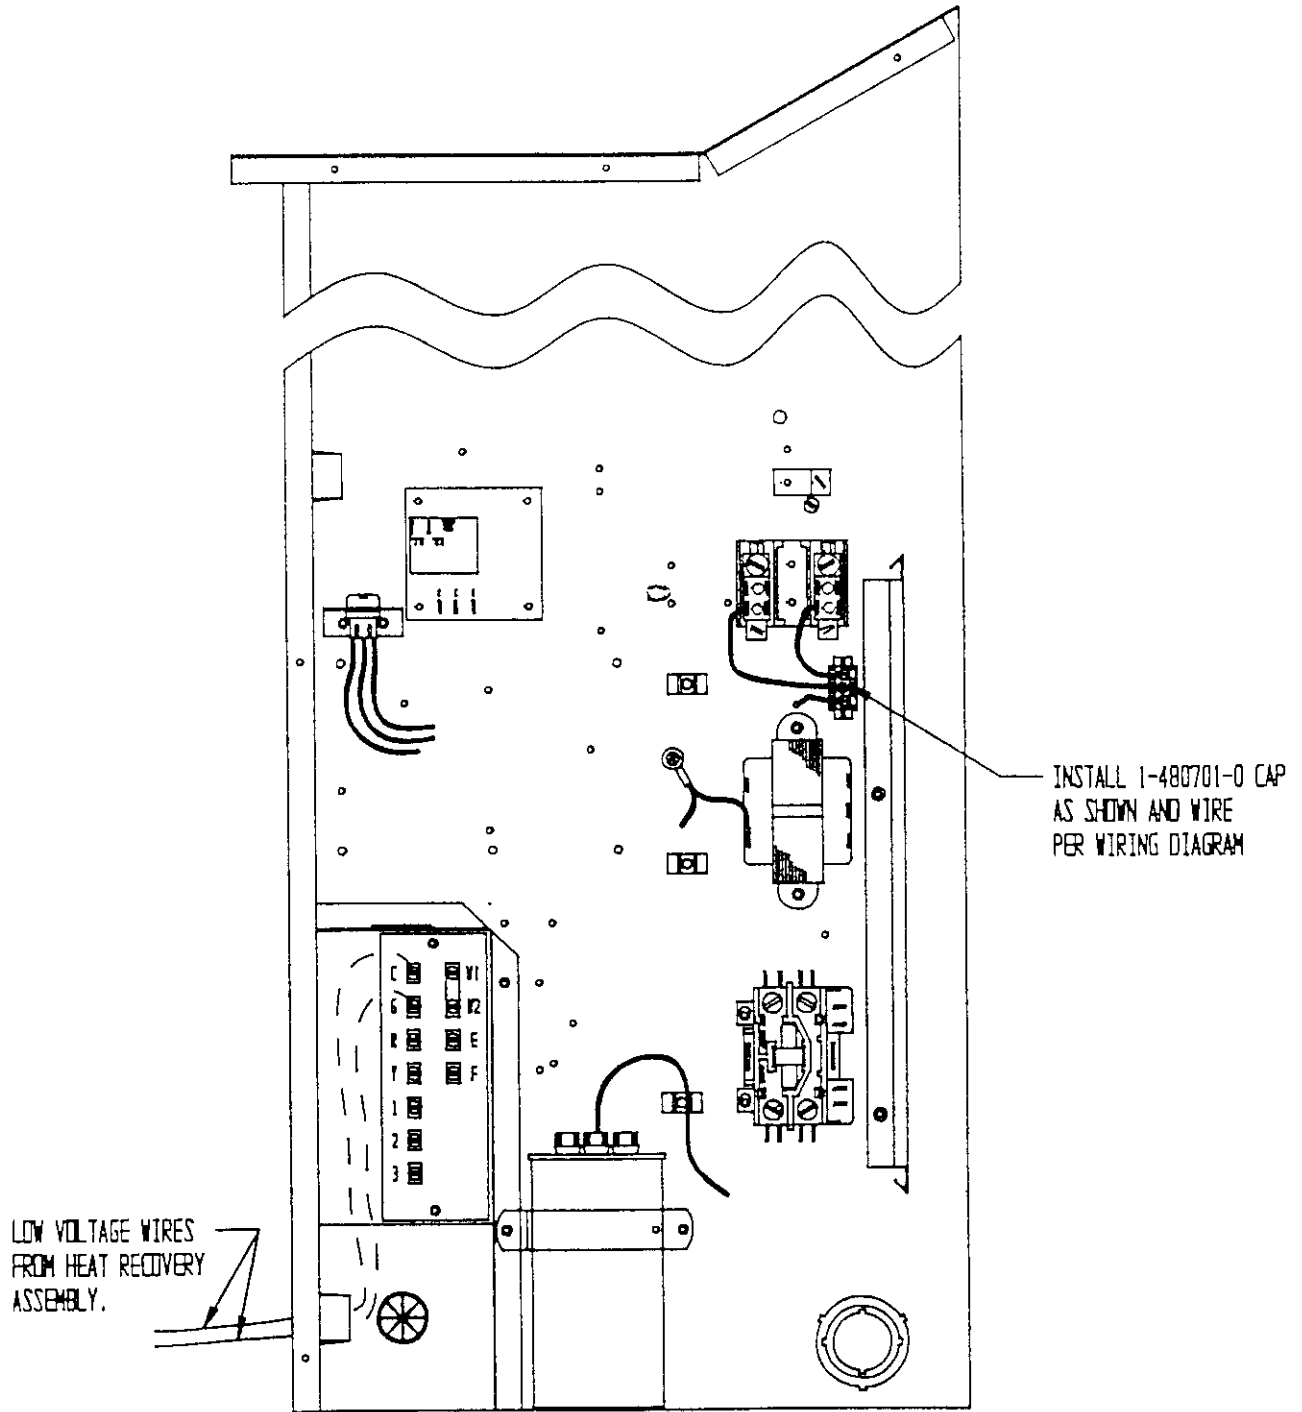 INSTALL 1-480701-0 CAP
AS SHOWN AND WIRE
PER WIRING DIAGRAM
C W1
G W2
R E
Y F
1
2
3
LOW VOLTAGE WIRES
FROM HEAT RECOVERY
ASSEMBLY.